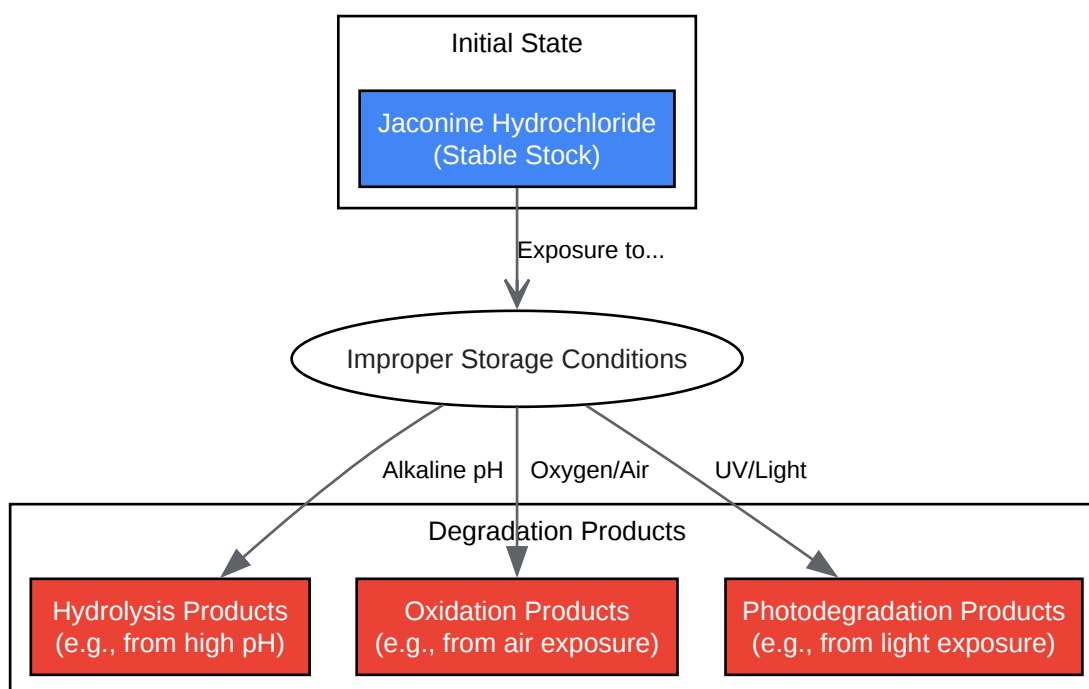 Initial State
Jaconine Hydrochloride
(Stable Stock)
Exposure to...
Improper Storage Conditions
Alkaline pH
Oxygen/Air
UV/Light
Degradation Products
Hydrolysis Products
(e.g., from high pH)
Oxidation Products
(e.g., from air exposure)
Photodegradation Products
(e.g., from light exposure)